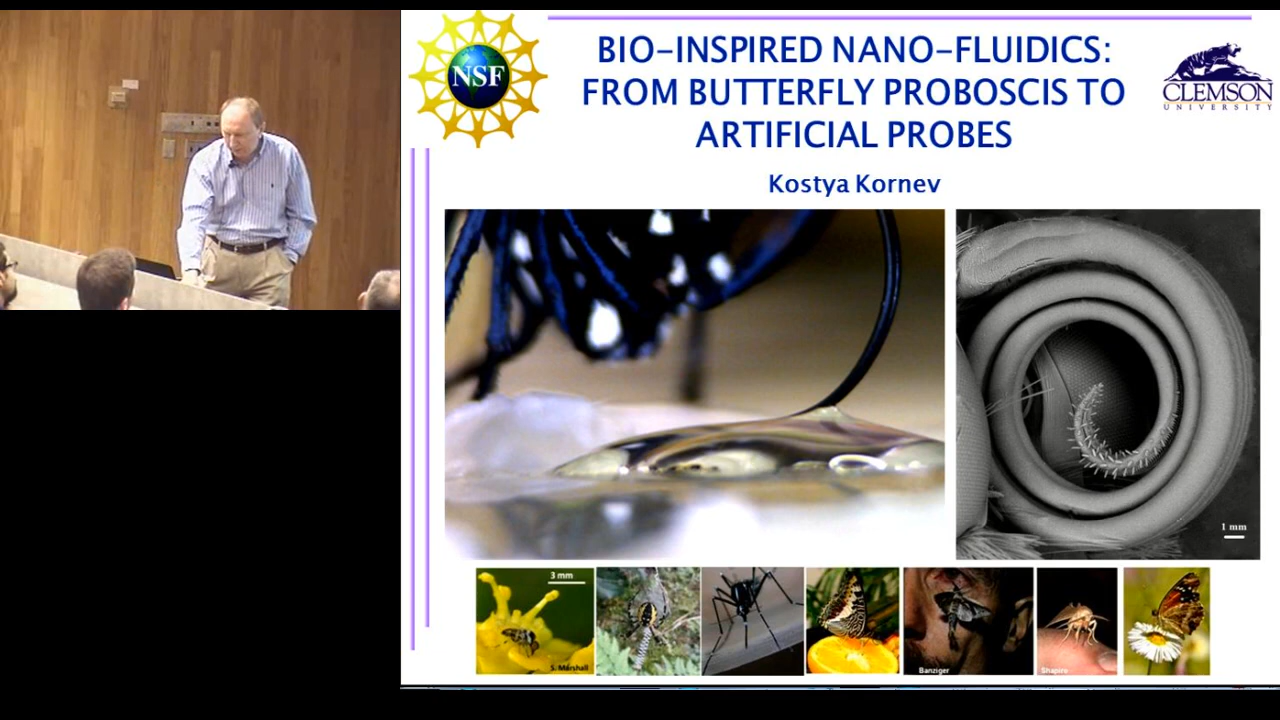 NSF
BIO-INSPIRED NANO-FLUIDICS:
FROM BUTTERFLY PROBOSCIS TO
ARTIFICIAL PROBES
CLEMSON
UNIVERSITY
Kostya Kornev
1 mm
3 mm
S. Marshall
Banziger
Shapiro